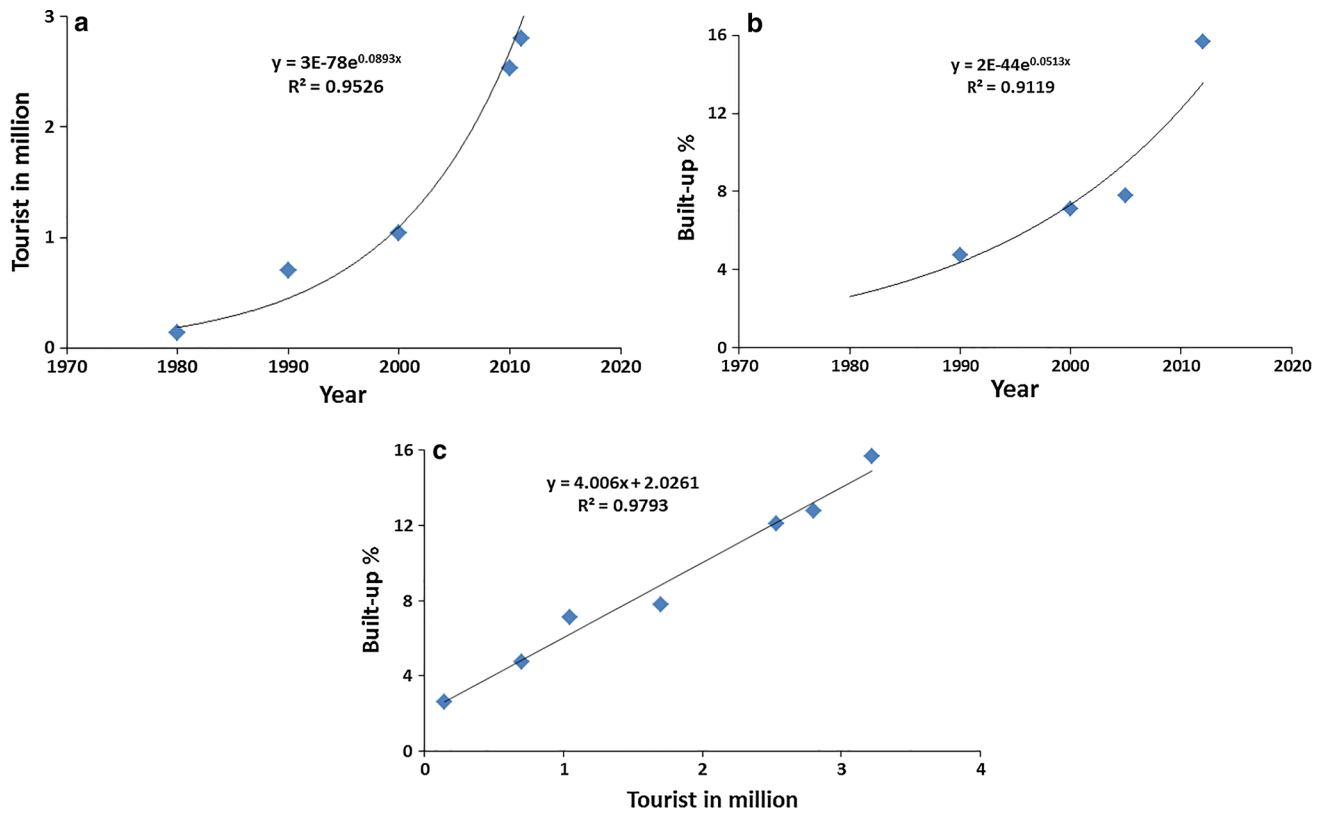 a
3
2
1
0
Tourist in million
y = 3E-78e^0.0893x
R² = 0.9526
1970 1980 1990 2000 2010 2020
Year
b
16
12
8
4
0
Built-up %
y = 2E-44e^0.0513x
R² = 0.9119
1970 1980 1990 2000 2010 2020
Year
c
16
12
8
4
0
Built-up %
y = 4.006x + 2.0261
R² = 0.9793
0 1 2 3 4
Tourist in million